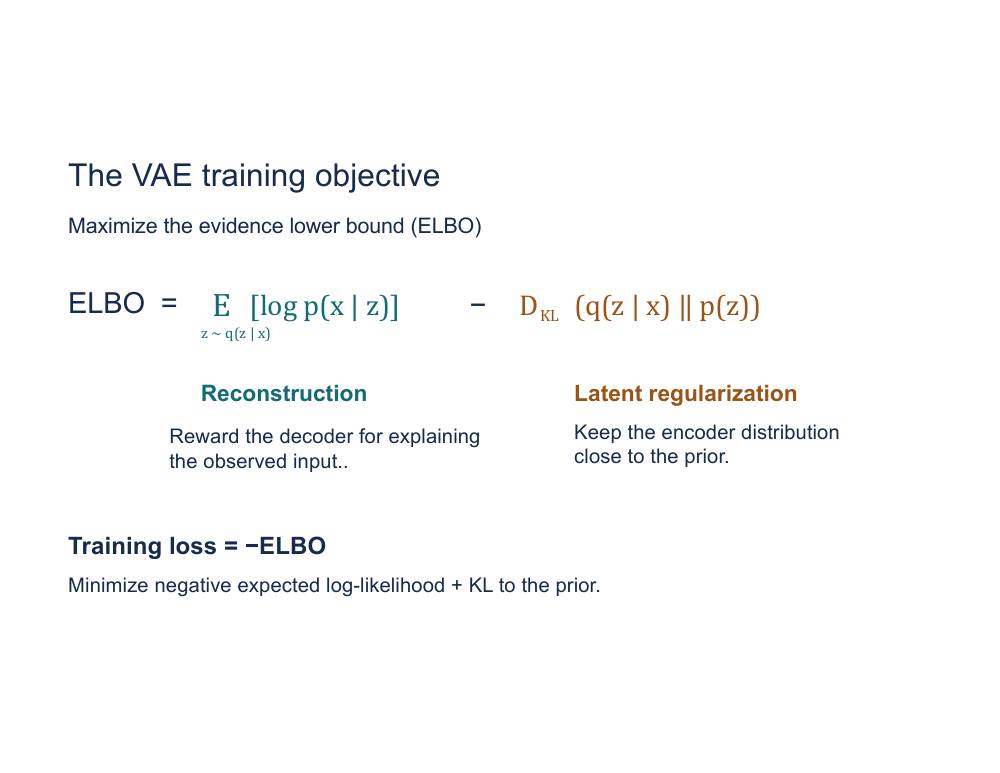 The VAE training objective
Maximize the evidence lower bound (ELBO)
ELBO = E [log p(x | z)] − D KL (q(z | x) ‖ p(z))
z ~ q(z | x)
Reconstruction
Reward the decoder for explaining
the observed input..
Latent regularization
Keep the encoder distribution
close to the prior.
Training loss = −ELBO
Minimize negative expected log-likelihood + KL to the prior.